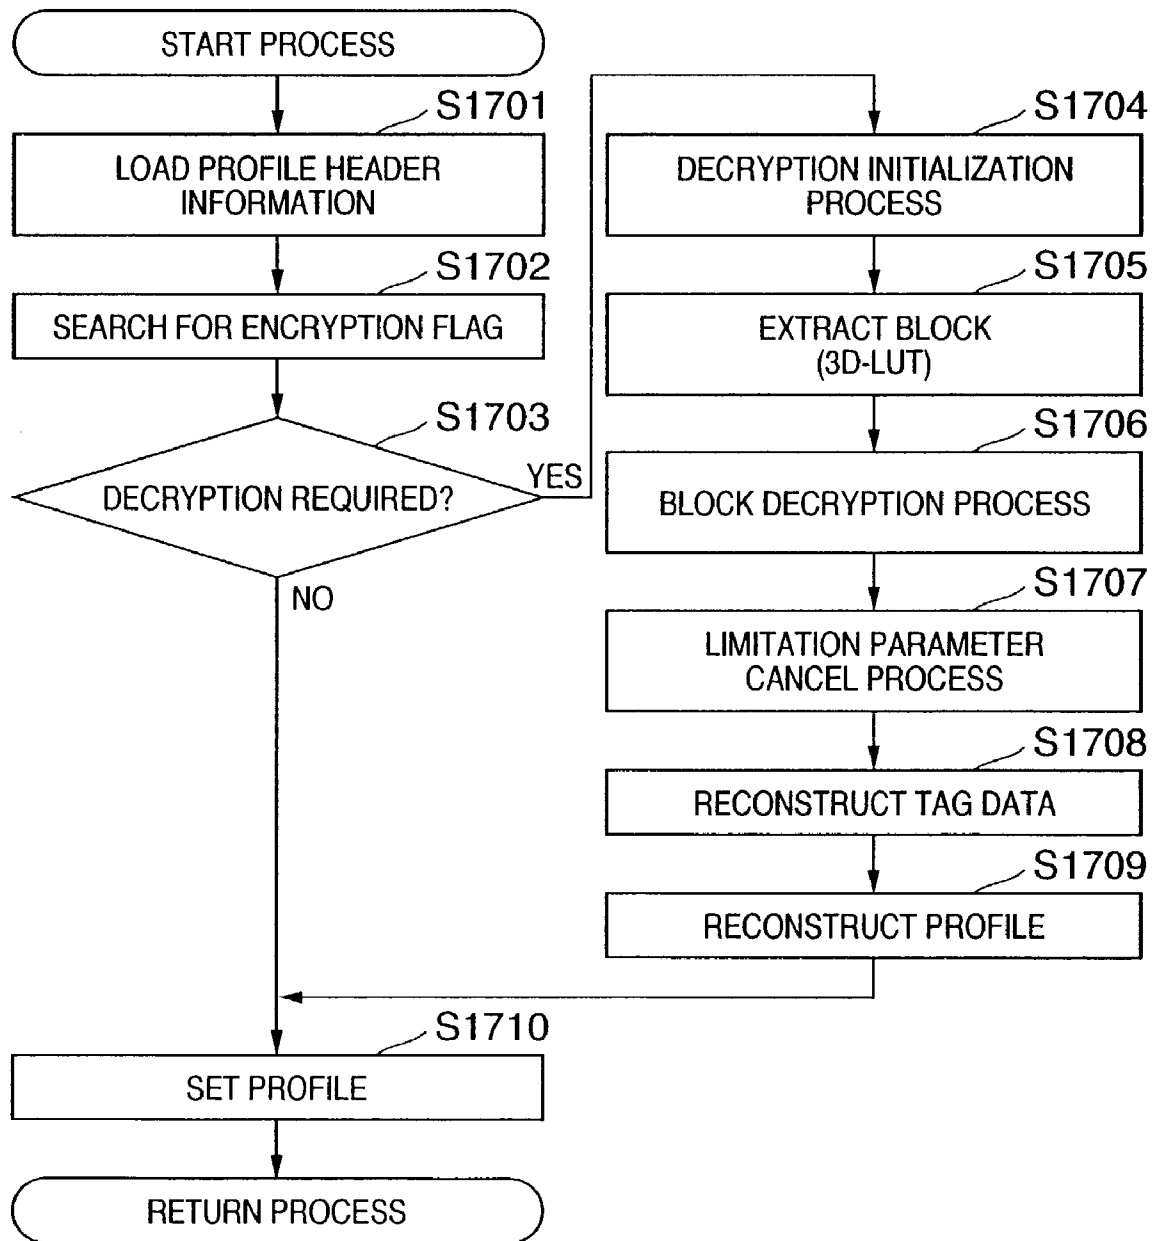 START PROCESS
S1701
LOAD PROFILE HEADER
INFORMATION
S1702
SEARCH FOR ENCRYPTION FLAG
S1703
DECRYPTION REQUIRED?
YES
NO
S1704
DECRYPTION INITIALIZATION
PROCESS
S1705
EXTRACT BLOCK
(3D-LUT)
S1706
BLOCK DECRYPTION PROCESS
S1707
LIMITATION PARAMETER
CANCEL PROCESS
S1708
RECONSTRUCT TAG DATA
S1709
RECONSTRUCT PROFILE
S1710
SET PROFILE
RETURN PROCESS